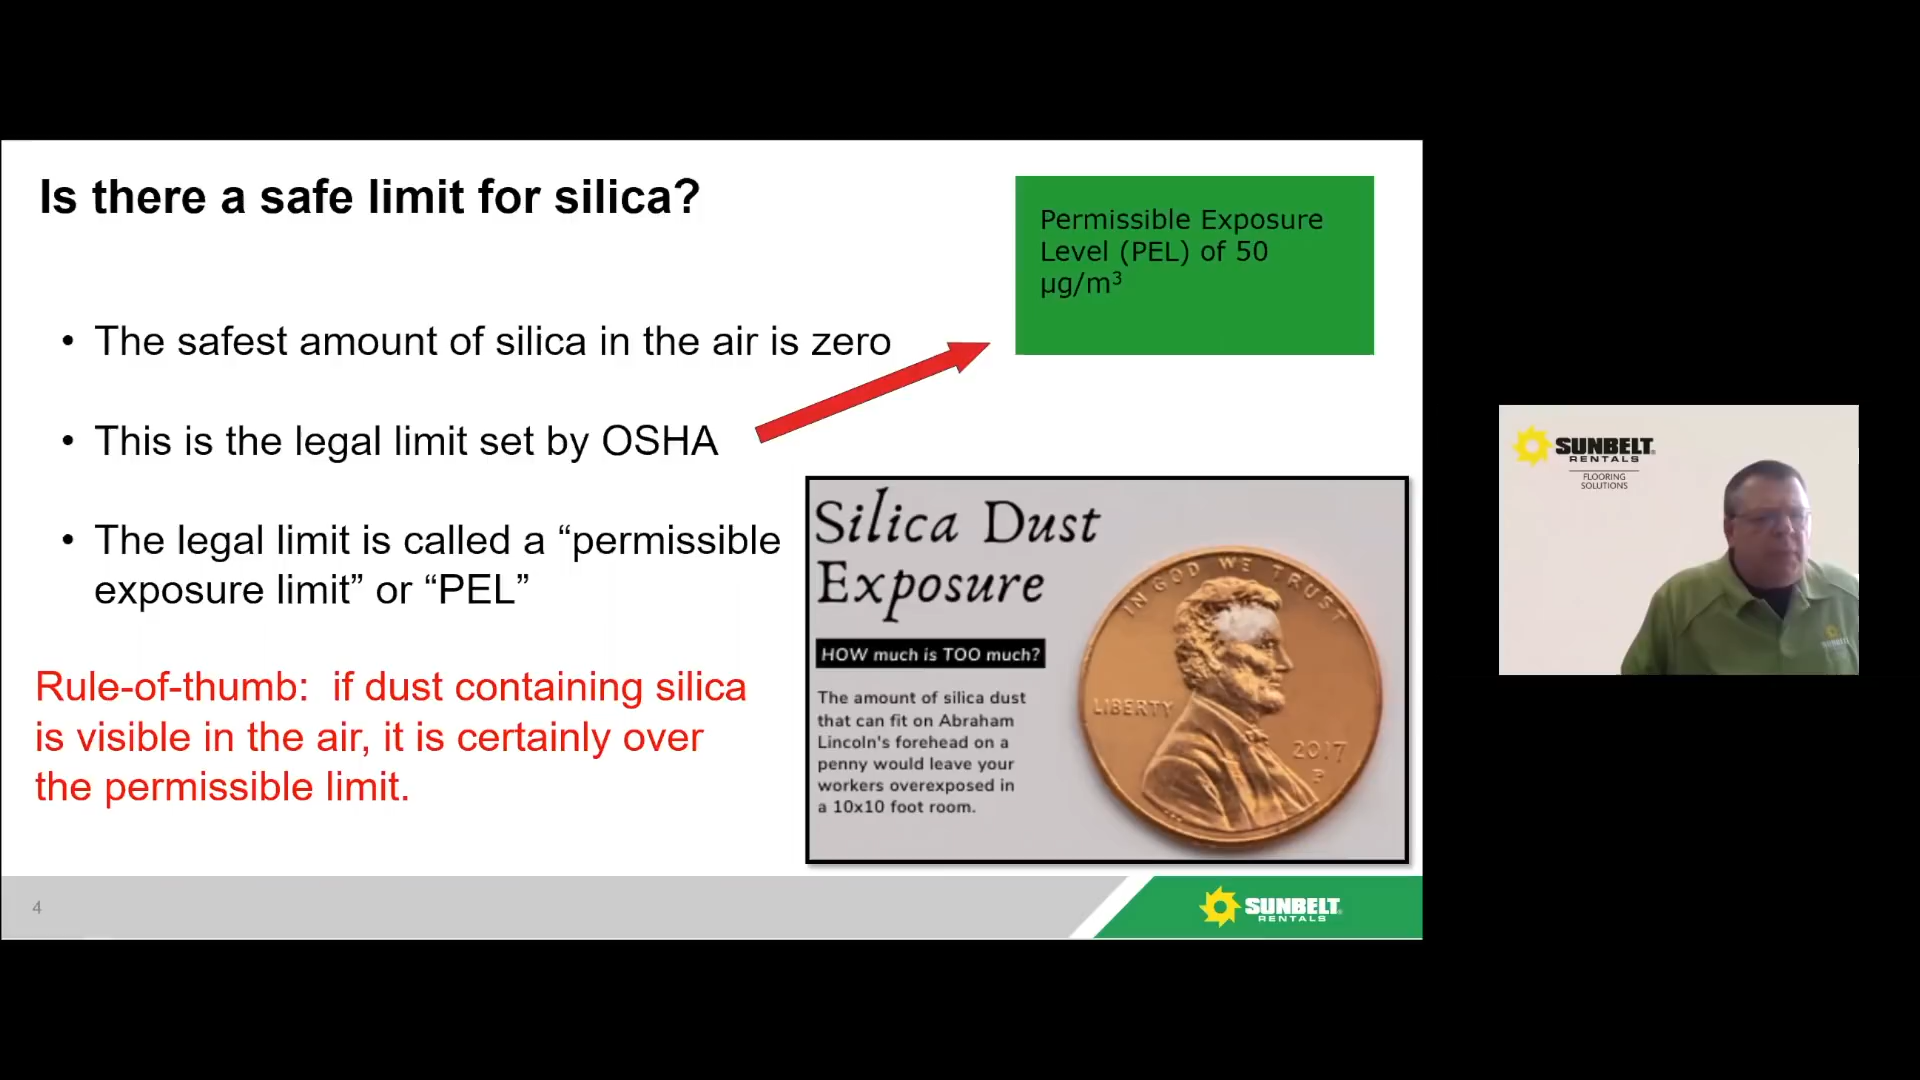 Is there a safe limit for silica?
Permissible Exposure
Level (PEL) of 50
µg/m³
• The safest amount of silica in the air is zero
• This is the legal limit set by OSHA
• The legal limit is called a “permissible
exposure limit” or “PEL”
Rule-of-thumb: if dust containing silica
is visible in the air, it is certainly over
the permissible limit.
Silica Dust
Exposure
HOW much is TOO much?
The amount of silica dust
that can fit on Abraham
Lincoln's forehead on a
penny would leave your
workers overexposed in
a 10x10 foot room.
IN GOD WE TRUST
LIBERTY
2017
P
4
SUNBELT
RENTALS
SUNBELT
RENTALS
FLOORING
SOLUTIONS